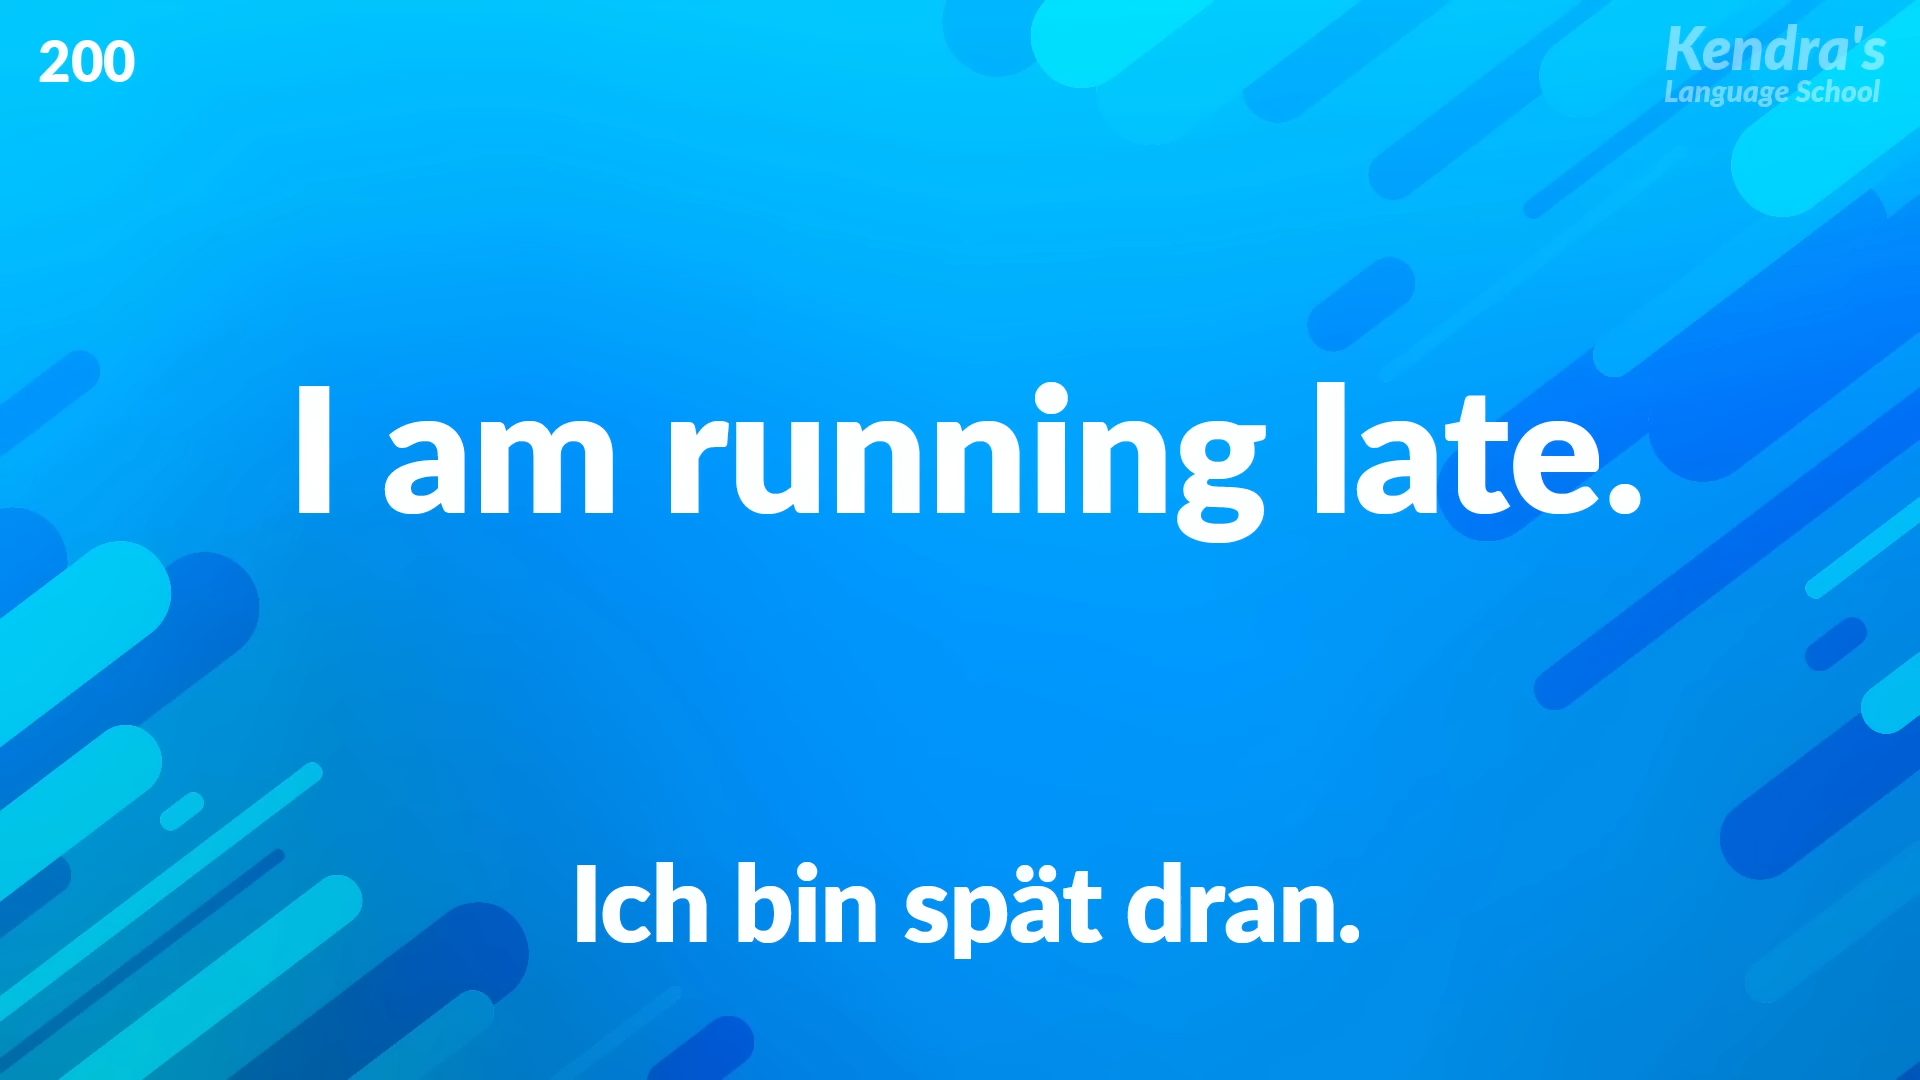 200
Kendra's
Language School
I am running late.
Ich bin spät dran.